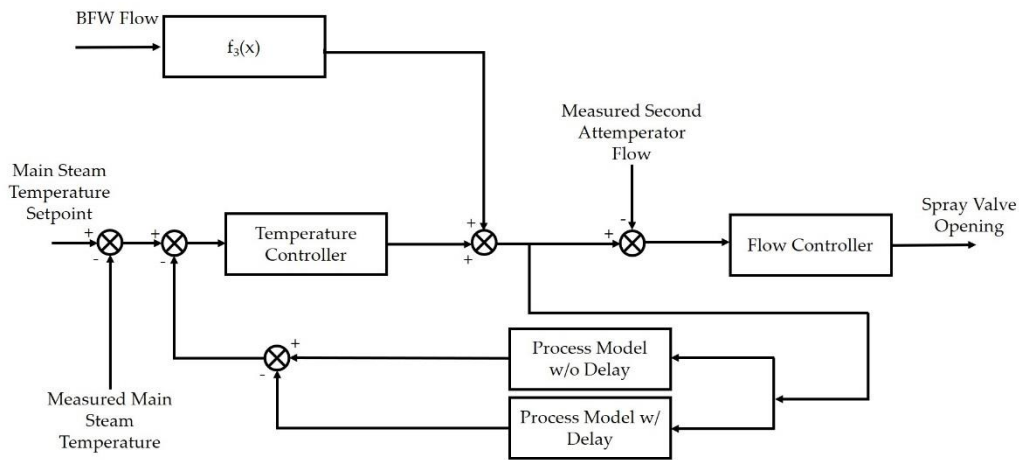 BFW Flow
f₃(x)
Measured Second
Attemperator
Flow
Main Steam
Temperature
Setpoint
Spray Valve
Opening
+
+
-
+
-
Temperature
Controller
+
+
+
-
Flow Controller
+
-
Process Model
w/o Delay
Process Model w/
Delay
Measured Main
Steam
Temperature